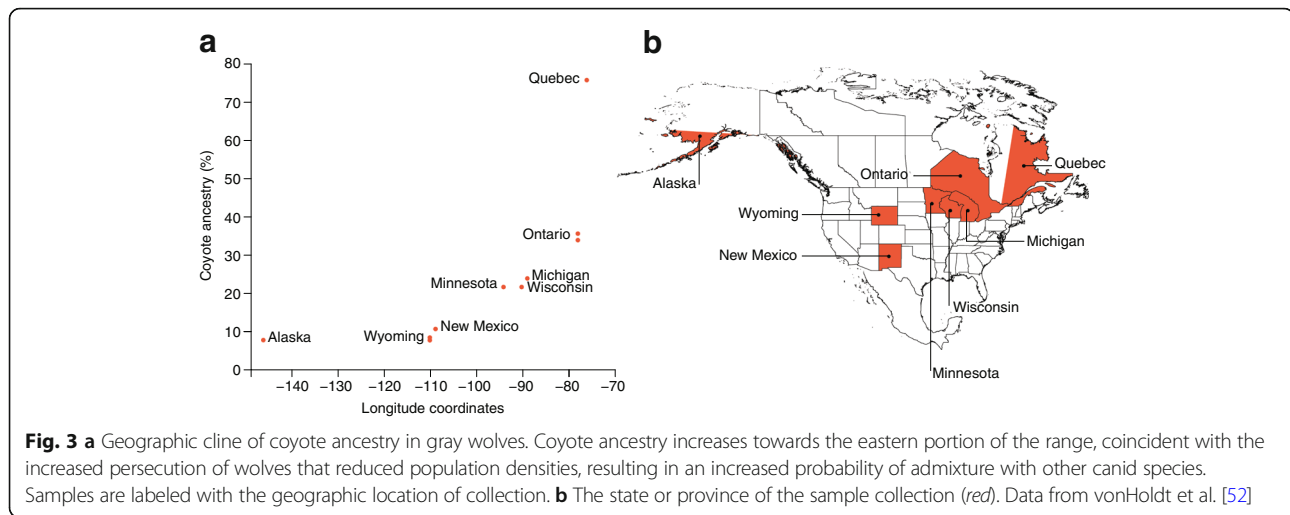 a
80
70
60
50
40
30
20
10
0
Coyote ancestry (%)
Quebec
Ontario
Michigan
Minnesota
Wisconsin
New Mexico
Wyoming
Alaska
−140 −130 −120 −110 −100 −90 −80 −70
Longitude coordinates
b
Quebec
Ontario
Alaska
Wyoming
Michigan
New Mexico
Wisconsin
Minnesota
Fig. 3 a Geographic cline of coyote ancestry in gray wolves. Coyote ancestry increases towards the eastern portion of the range, coincident with the
increased persecution of wolves that reduced population densities, resulting in an increased probability of admixture with other canid species.
Samples are labeled with the geographic location of collection. b The state or province of the sample collection (red). Data from vonHoldt et al. [52]